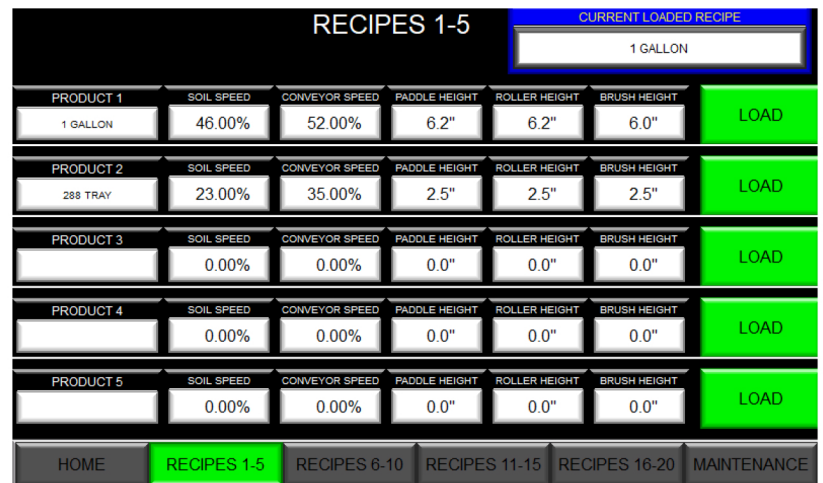 RECIPES 1-5
CURRENT LOADED RECIPE
1 GALLON
PRODUCT 1 SOIL SPEED CONVEYOR SPEED PADDLE HEIGHT ROLLER HEIGHT BRUSH HEIGHT
1 GALLON 46.00% 52.00% 6.2" 6.2" 6.0" LOAD
PRODUCT 2 SOIL SPEED CONVEYOR SPEED PADDLE HEIGHT ROLLER HEIGHT BRUSH HEIGHT
288 TRAY 23.00% 35.00% 2.5" 2.5" 2.5" LOAD
PRODUCT 3 SOIL SPEED CONVEYOR SPEED PADDLE HEIGHT ROLLER HEIGHT BRUSH HEIGHT
0.00% 0.00% 0.0" 0.0" 0.0" LOAD
PRODUCT 4 SOIL SPEED CONVEYOR SPEED PADDLE HEIGHT ROLLER HEIGHT BRUSH HEIGHT
0.00% 0.00% 0.0" 0.0" 0.0" LOAD
PRODUCT 5 SOIL SPEED CONVEYOR SPEED PADDLE HEIGHT ROLLER HEIGHT BRUSH HEIGHT
0.00% 0.00% 0.0" 0.0" 0.0" LOAD
HOME RECIPES 1-5 RECIPES 6-10 RECIPES 11-15 RECIPES 16-20 MAINTENANCE